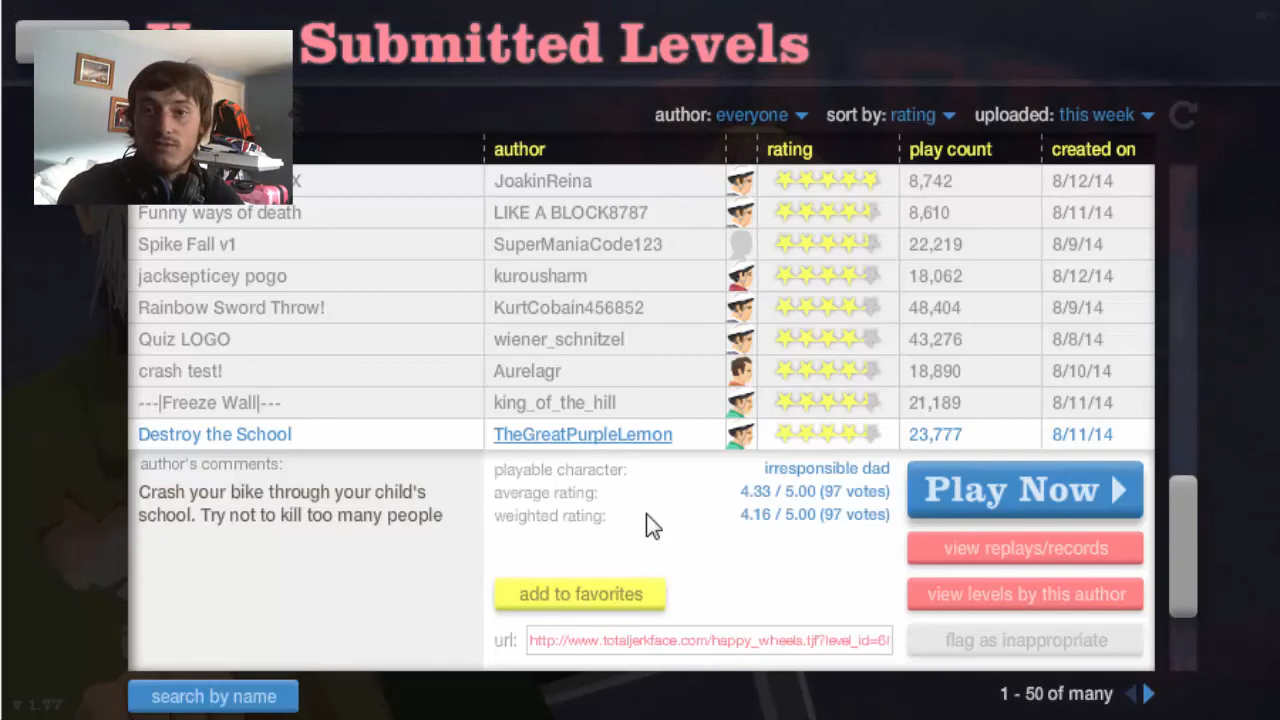 Submitted Levels
author: everyone sort by: rating uploaded: this week
author rating play count created on
X JoakinReina 8,742 8/12/14
Funny ways of death LIKE A BLOCK8787 8,610 8/11/14
Spike Fall v1 SuperManiaCode123 22,219 8/9/14
jacksepticey pogo kurousharm 18,062 8/12/14
Rainbow Sword Throw! KurtCobain456852 48,404 8/9/14
Quiz LOGO wiener_schnitzel 43,276 8/8/14
crash test! Aurelagr 18,890 8/10/14
---|Freeze Wall|--- king_of_the_hill 21,189 8/11/14
Destroy the School TheGreatPurpleLemon 23,777 8/11/14
author's comments:
Crash your bike through your child's
school. Try not to kill too many people
playable character: irresponsible dad
average rating: 4.33 / 5.00 (97 votes)
weighted rating: 4.16 / 5.00 (97 votes)
add to favorites
url: http://www.totaljerkface.com/happy_wheels.tjf?level_id=6
Play Now
view replays/records
view levels by this author
flag as inappropriate
search by name
1 - 50 of many
v 1.77